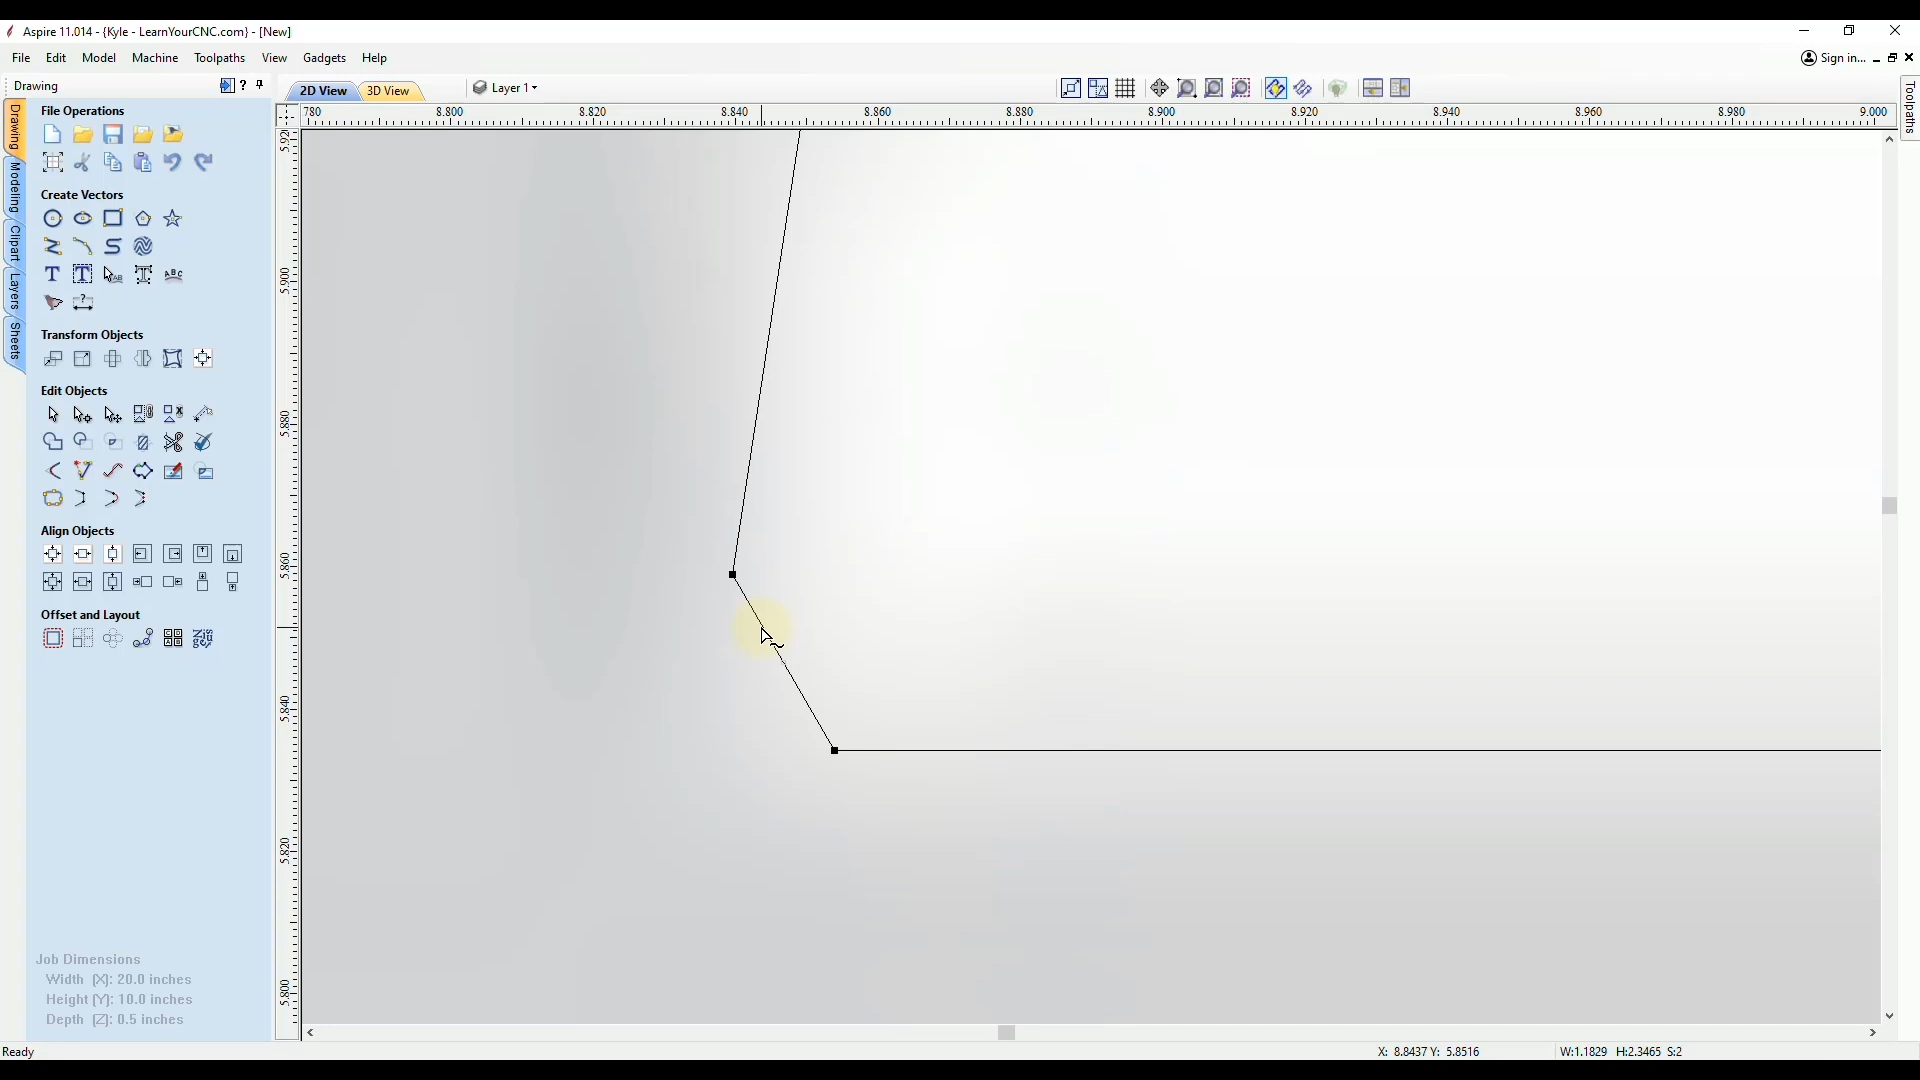 Aspire 11.014 - {Kyle - LearnYourCNC.com} - [New]
File Edit Model Machine Toolpaths View Gadgets Help
Sign in...
Drawing
2D View
3D View
Layer 1
Toolpaths
Drawing
Modeling
Clipart
Layers
Sheets
File Operations
Create Vectors
Transform Objects
Edit Objects
Align Objects
Offset and Layout
780 8.800 8.820 8.840 8.860 8.880 8.900 8.920 8.940 8.960 8.980 9.000
5.920
5.900
5.880
5.860
5.840
5.820
5.800
Job Dimensions
Width (X): 20.0 inches
Height (Y): 10.0 inches
Depth (Z): 0.5 inches
Ready
X: 8.8437 Y: 5.8516
W:1.1829 H:2.3465 S:2